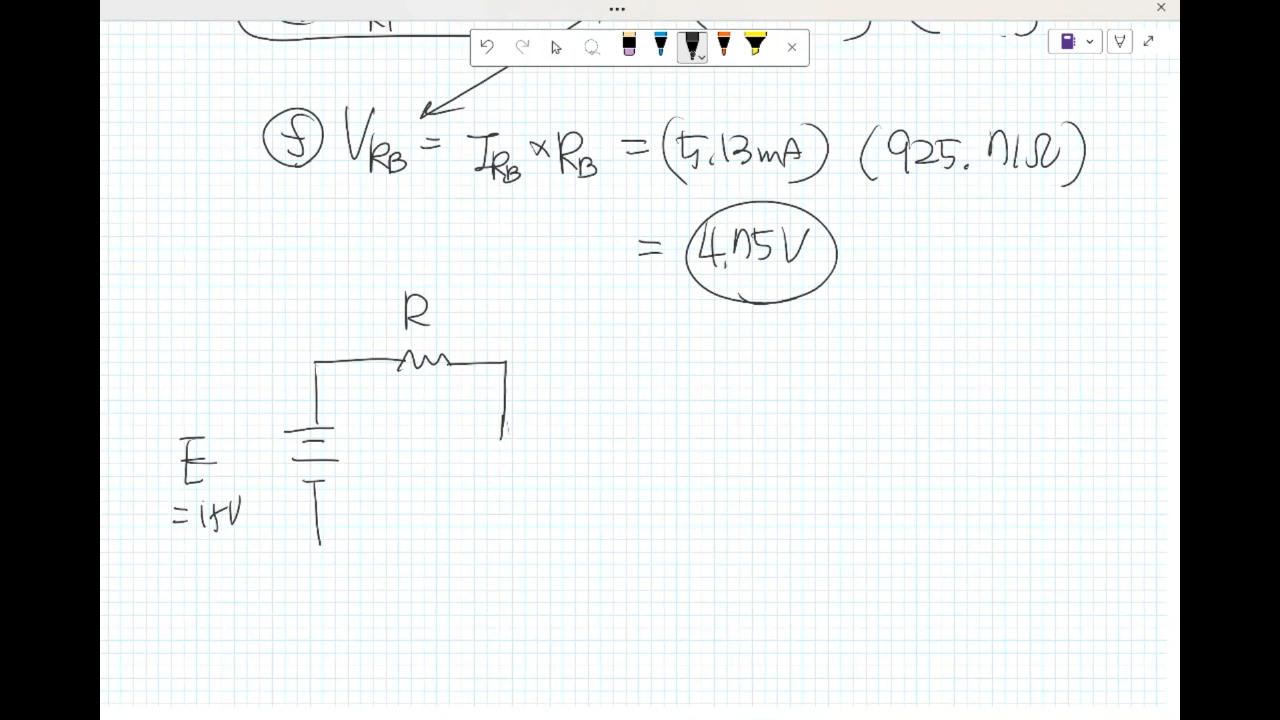 ⓕ V_RB = I_RB × R_B = (5.13mA) (925.71Ω)
= 4.75V
R
E
= 15V